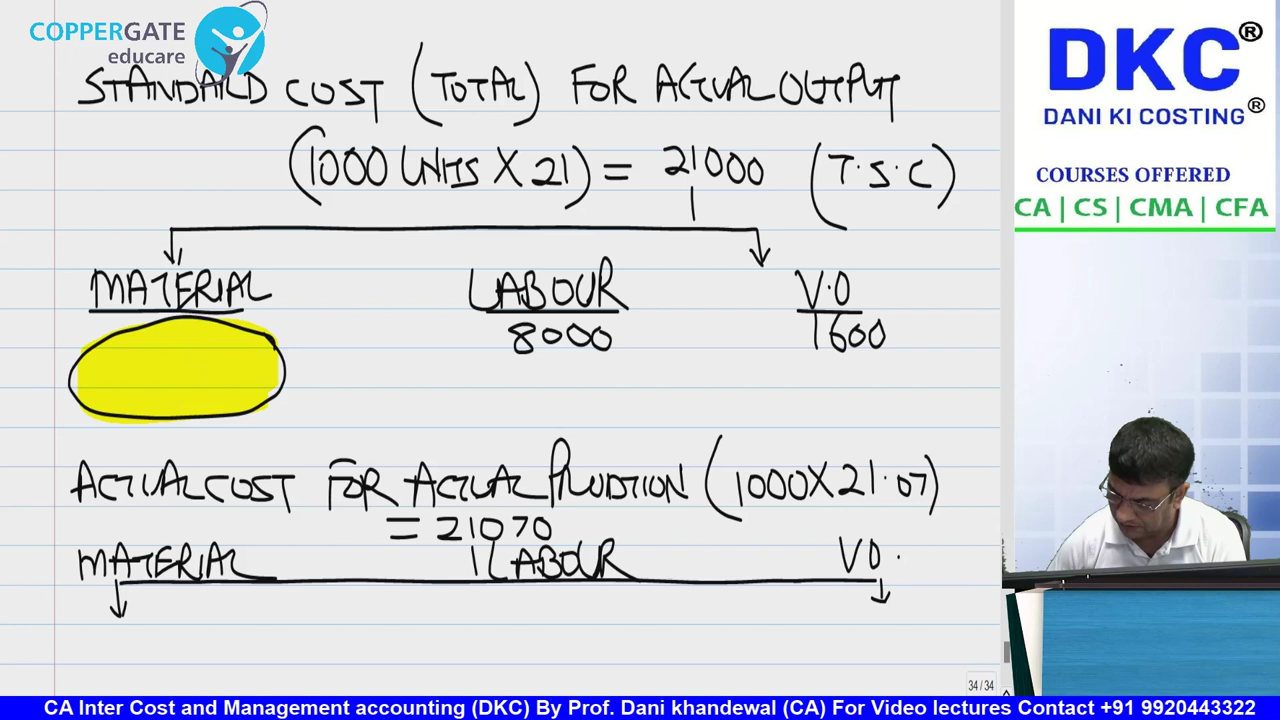 COPPERGATE
educare
STANDARD COST (TOTAL) FOR ACTUAL OUTPUT
(1000 UNITS X 21) = 21000 (T.S.C)
MATERIAL LABOUR V.O
8000 1600
ACTUAL COST FOR ACTUAL (1000 X 21.07)
= 21070
MATERIAL LABOUR VO.
34 / 34
DKC®
DANI KI COSTING®
COURSES OFFERED
CA | CS | CMA | CFA
CA Inter Cost and Management accounting (DKC) By Prof. Dani khandewal (CA) For Video lectures Contact +91 9920443322